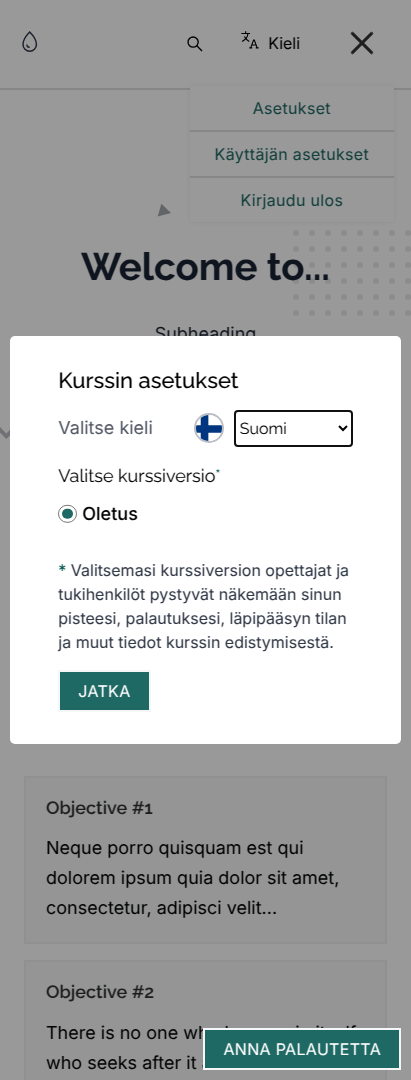 Kieli
Asetukset
Käyttäjän asetukset
Kirjaudu ulos
Welcome to...
Subheading
Kurssin asetukset
Valitse kieli
Suomi
Valitse kurssiversio*
Oletus
* Valitsemasi kurssiversion opettajat ja
tukihenkilöt pystyvät näkemään sinun
pisteesi, palautuksesi, läpipääsyn tilan
ja muut tiedot kurssin edistymisestä.
JATKA
Objective #1
Neque porro quisquam est qui
dolorem ipsum quia dolor sit amet,
consectetur, adipisci velit...
Objective #2
There is no one who
who seeks after it
ANNA PALAUTETTA